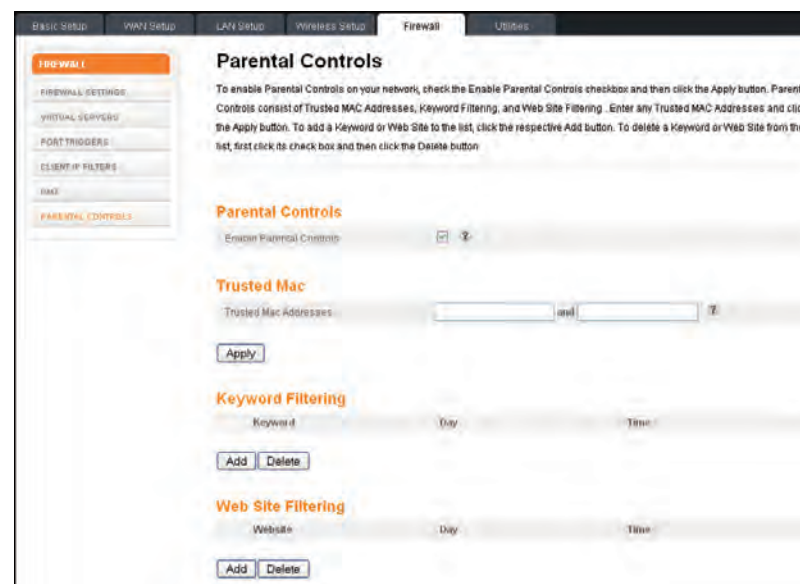 Basic Setup WAN Setup LAN Setup Wireless Setup Firewall Utilities
FIREWALL
FIREWALL SETTINGS
VIRTUAL SERVERS
PORT TRIGGERS
CLIENT IP FILTERS
DMZ
PARENTAL CONTROLS
Parental Controls
To enable Parental Controls on your network, check the Enable Parental Controls checkbox and then click the Apply button. Parent
Controls consist of Trusted MAC Addresses, Keyword Filtering, and Web Site Filtering . Enter any Trusted MAC Addresses and clic
the Apply button. To add a Keyword or Web Site to the list, click the respective Add button. To delete a Keyword or Web Site from the
list, first click its check box and then click the Delete button
Parental Controls
Enable Parental Controls ?
Trusted Mac
Trusted Mac Addresses and ?
Apply
Keyword Filtering
Keyword Day Time
Add Delete
Web Site Filtering
Website Day Time
Add Delete